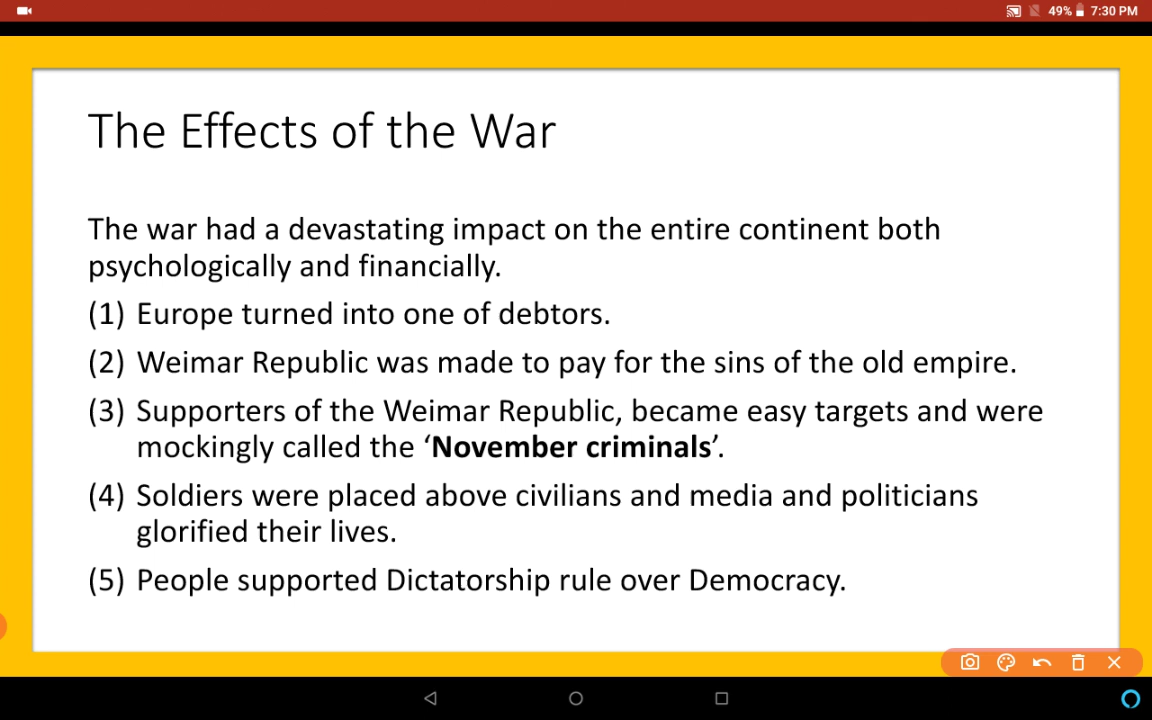 49% 7:30 PM
The Effects of the War
The war had a devastating impact on the entire continent both
psychologically and financially.
(1) Europe turned into one of debtors.
(2) Weimar Republic was made to pay for the sins of the old empire.
(3) Supporters of the Weimar Republic, became easy targets and were
mockingly called the ‘November criminals’.
(4) Soldiers were placed above civilians and media and politicians
glorified their lives.
(5) People supported Dictatorship rule over Democracy.